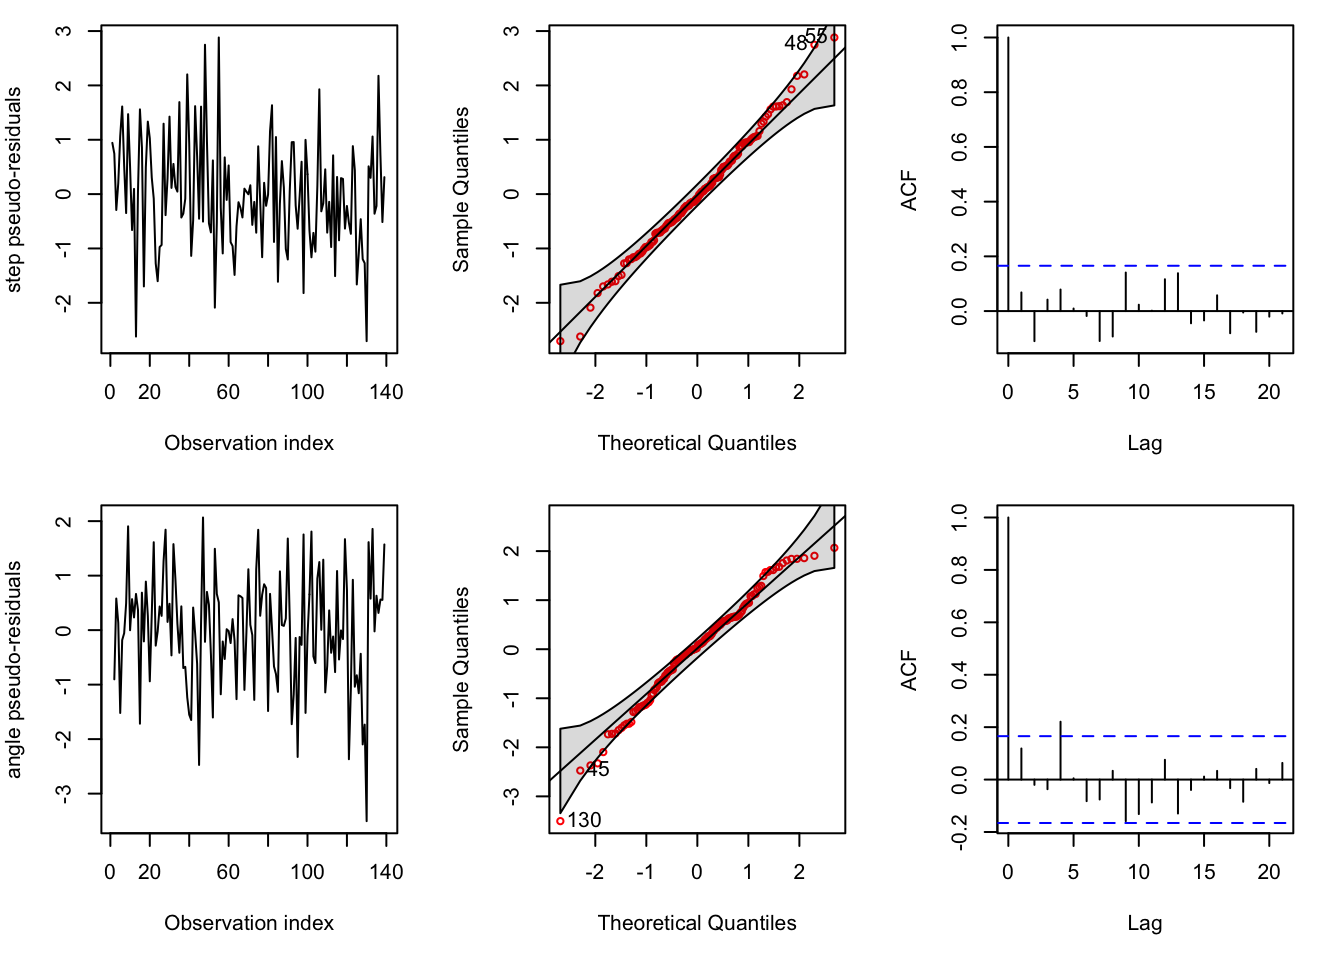 step pseudo-residuals
3
2
1
0
-1
-2
0 20 60 100 140
Observation index
Sample Quantiles
3
2
1
0
-1
-2
48
55
-2 -1 0 1 2
Theoretical Quantiles
ACF
1.0
0.8
0.6
0.4
0.2
0.0
0 5 10 15 20
Lag
angle pseudo-residuals
2
1
0
-1
-2
-3
0 20 60 100 140
Observation index
Sample Quantiles
2
1
0
-1
-2
-3
45
130
-2 -1 0 1 2
Theoretical Quantiles
ACF
1.0
0.8
0.6
0.4
0.2
0.0
-0.2
0 5 10 15 20
Lag